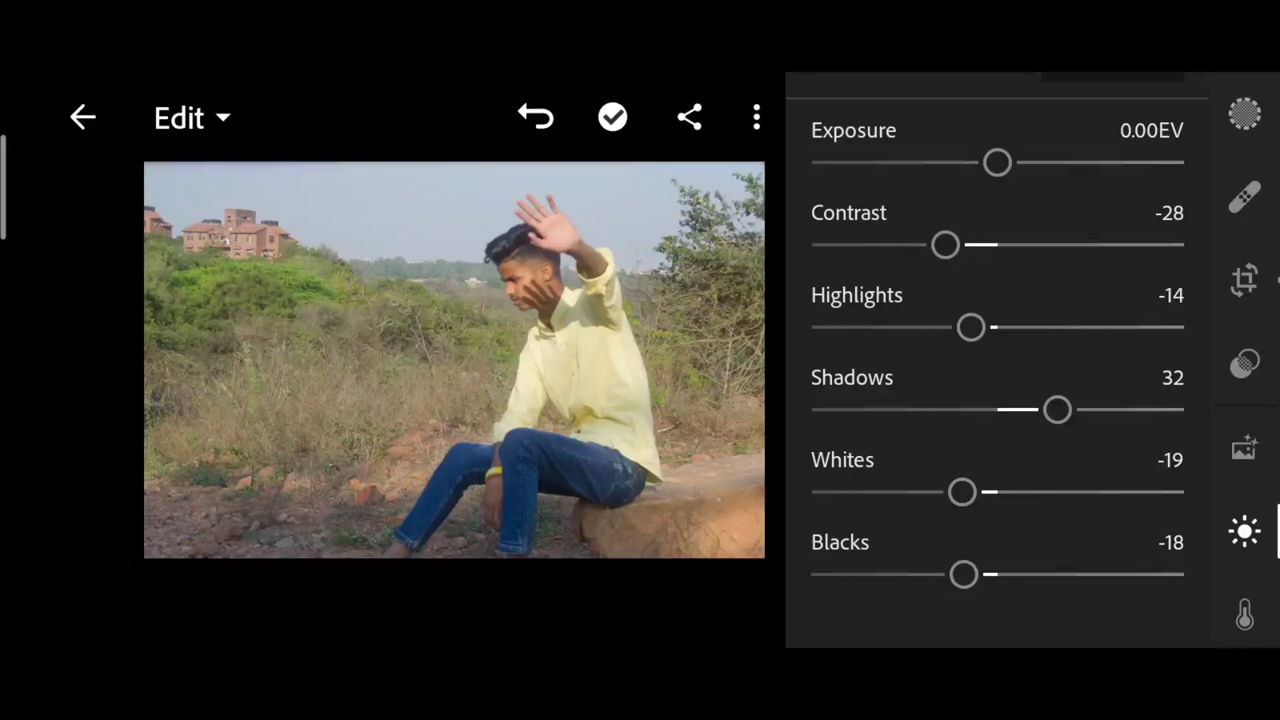 Edit
Exposure 0.00EV
Contrast -28
Highlights -14
Shadows 32
Whites -19
Blacks -18